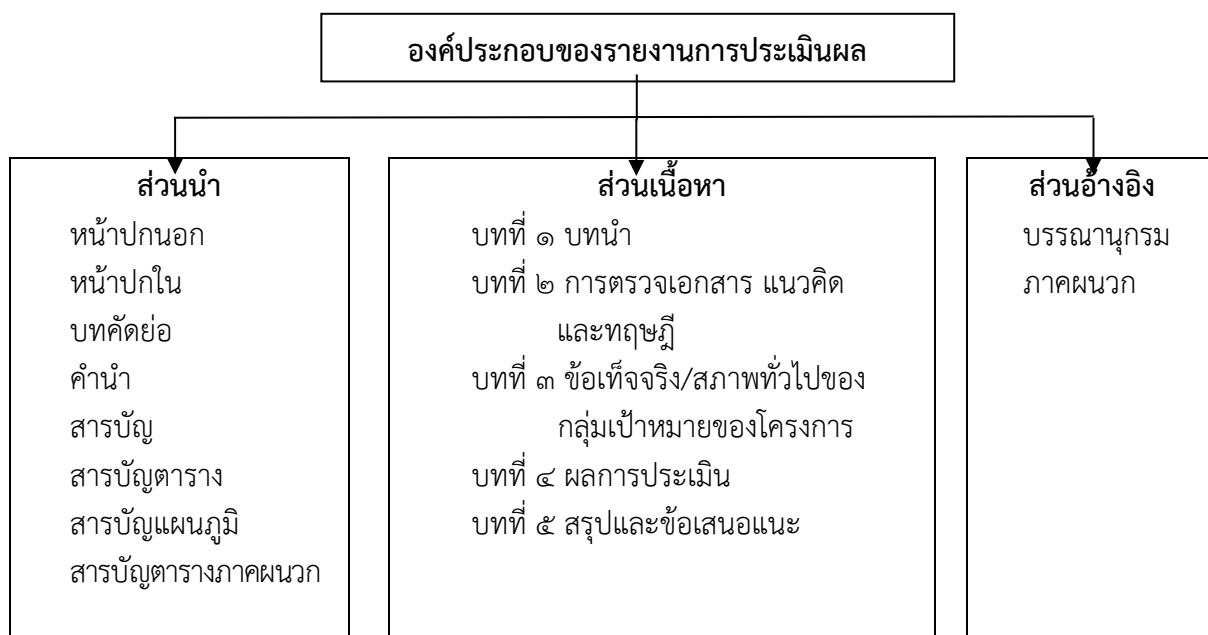 องค์ประกอบของรายงานการประเมินผล
ส่วนนำ
หน้าปกนอก
หน้าปกใน
บทคัดย่อ
คำนำ
สารบัญ
สารบัญตาราง
สารบัญแผนภูมิ
สารบัญตารางภาคผนวก
ส่วนเนื้อหา
บทที่ ๑ บทนำ
บทที่ ๒ การตรวจเอกสาร แนวคิด
และทฤษฎี
บทที่ ๓ ข้อเท็จจริง/สภาพทั่วไปของ
กลุ่มเป้าหมายของโครงการ
บทที่ ๔ ผลการประเมิน
บทที่ ๕ สรุปและข้อเสนอแนะ
ส่วนอ้างอิง
บรรณานุกรม
ภาคผนวก